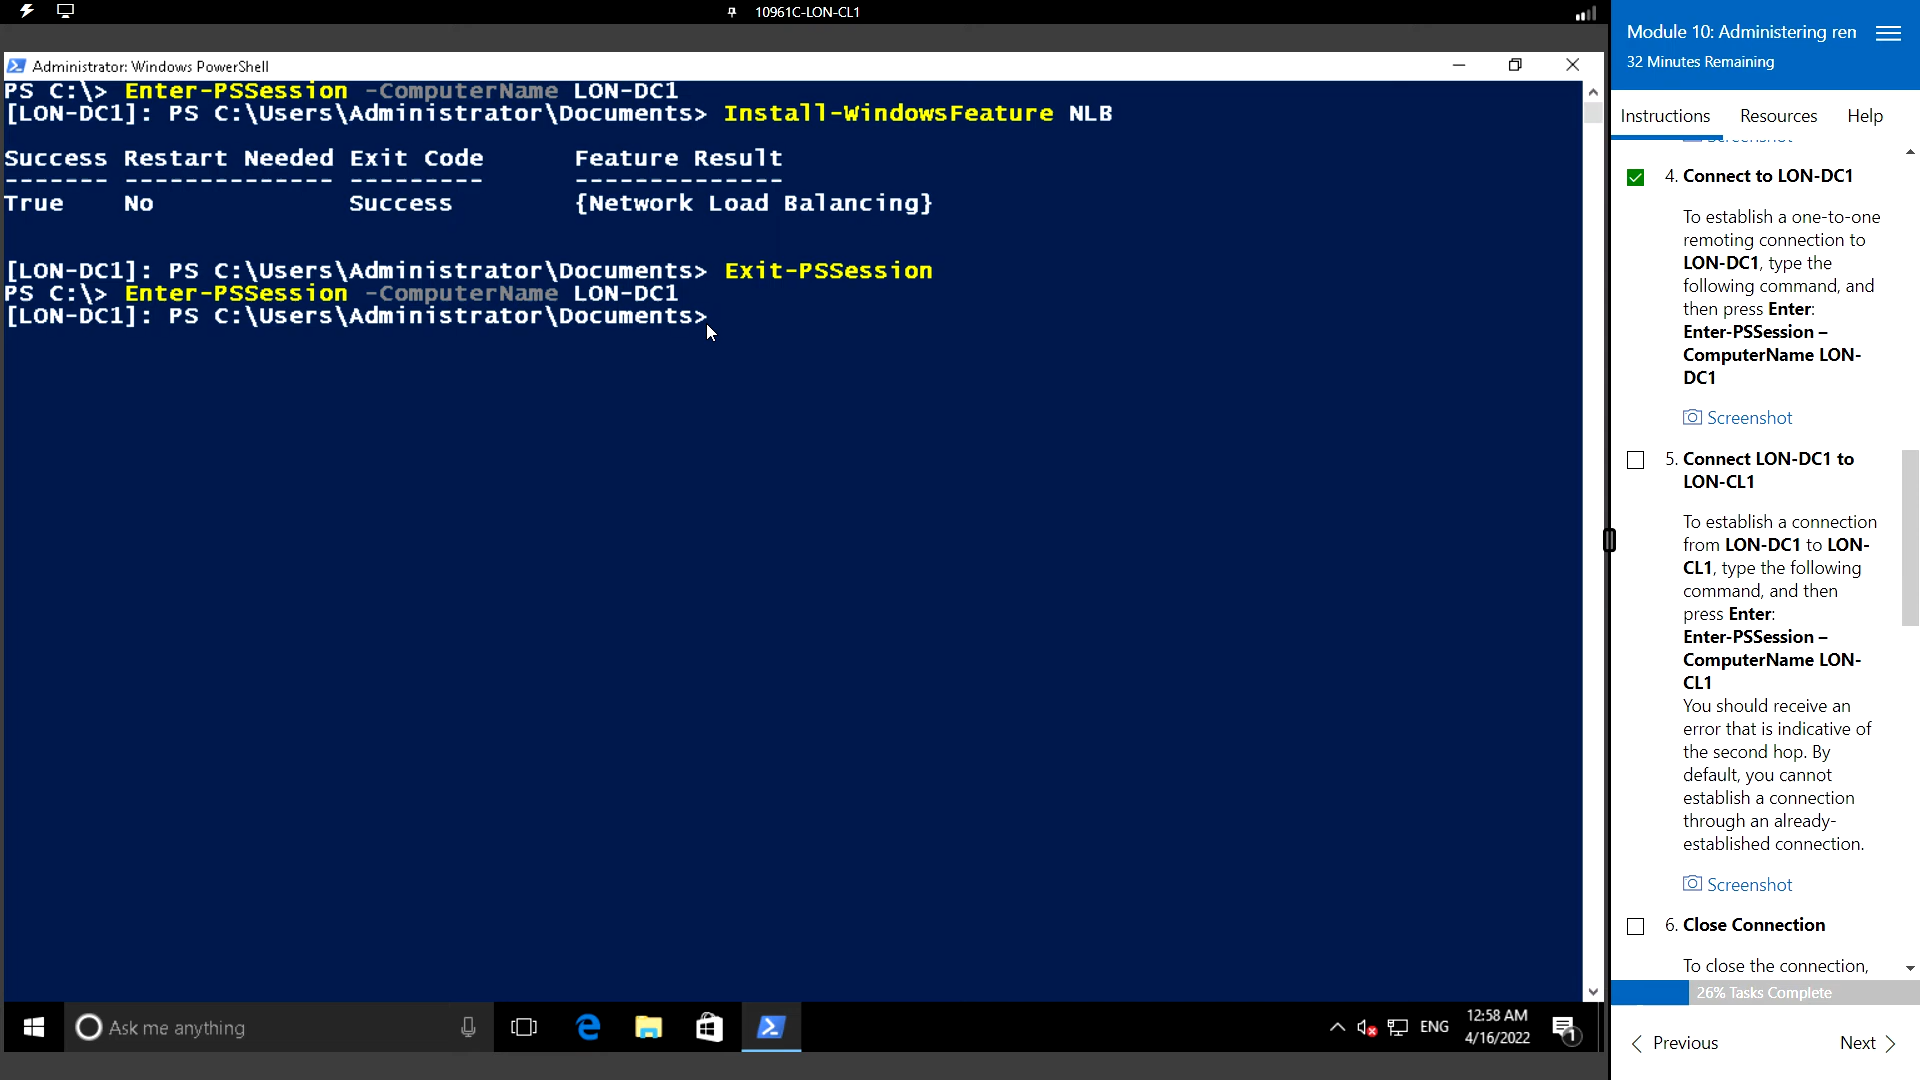 10961C-LON-CL1
Administrator: Windows PowerShell
PS C:\> Enter-PSSession -ComputerName LON-DC1
[LON-DC1]: PS C:\Users\Administrator\Documents> Install-WindowsFeature NLB
Success Restart Needed Exit Code      Feature Result
------- -------------- ---------      --------------
True    No             Success        {Network Load Balancing}
[LON-DC1]: PS C:\Users\Administrator\Documents> Exit-PSSession
PS C:\> Enter-PSSession -ComputerName LON-DC1
[LON-DC1]: PS C:\Users\Administrator\Documents>
Ask me anything
ENG
12:58 AM
4/16/2022
1
Module 10: Administering ren
32 Minutes Remaining
Instructions Resources Help
Screenshot
4. Connect to LON-DC1
To establish a one-to-one
remoting connection to
LON-DC1, type the
following command, and
then press Enter:
Enter-PSSession –
ComputerName LON-
DC1
Screenshot
5. Connect LON-DC1 to
LON-CL1
To establish a connection
from LON-DC1 to LON-
CL1, type the following
command, and then
press Enter:
Enter-PSSession –
ComputerName LON-
CL1
You should receive an
error that is indicative of
the second hop. By
default, you cannot
establish a connection
through an already-
established connection.
Screenshot
6. Close Connection
To close the connection,
26% Tasks Complete
Previous
Next